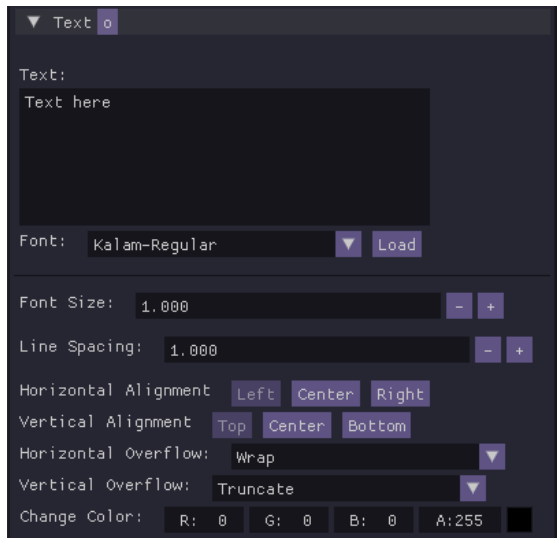 Text o
Text:
Text here
Font: Kalam-Regular Load
Font Size: 1.000 - +
Line Spacing: 1.000 - +
Horizontal Alignment Left Center Right
Vertical Alignment Top Center Bottom
Horizontal Overflow: Wrap
Vertical Overflow: Truncate
Change Color: R: 0 G: 0 B: 0 A:255